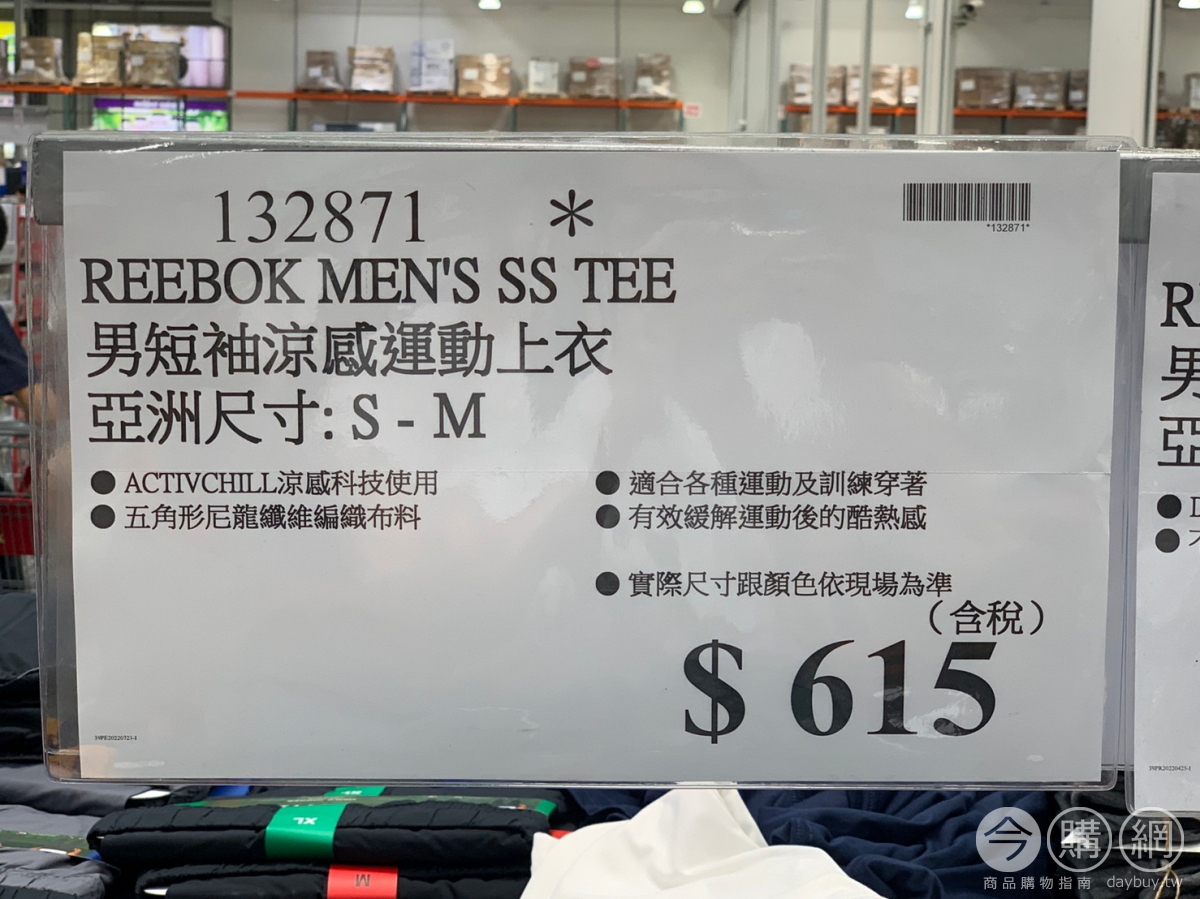 132871 *
*132871*
REEBOK MEN'S SS TEE
男短袖涼感運動上衣
亞洲尺寸: S - M
● ACTIVCHILL涼感科技使用
● 五角形尼龍纖維編織布料
● 適合各種運動及訓練穿著
● 有效緩解運動後的酷熱感
● 實際尺寸跟顏色依現場為準
（含稅）
$ 615
XL
M
今購網
商品購物指南 daybuy.tw